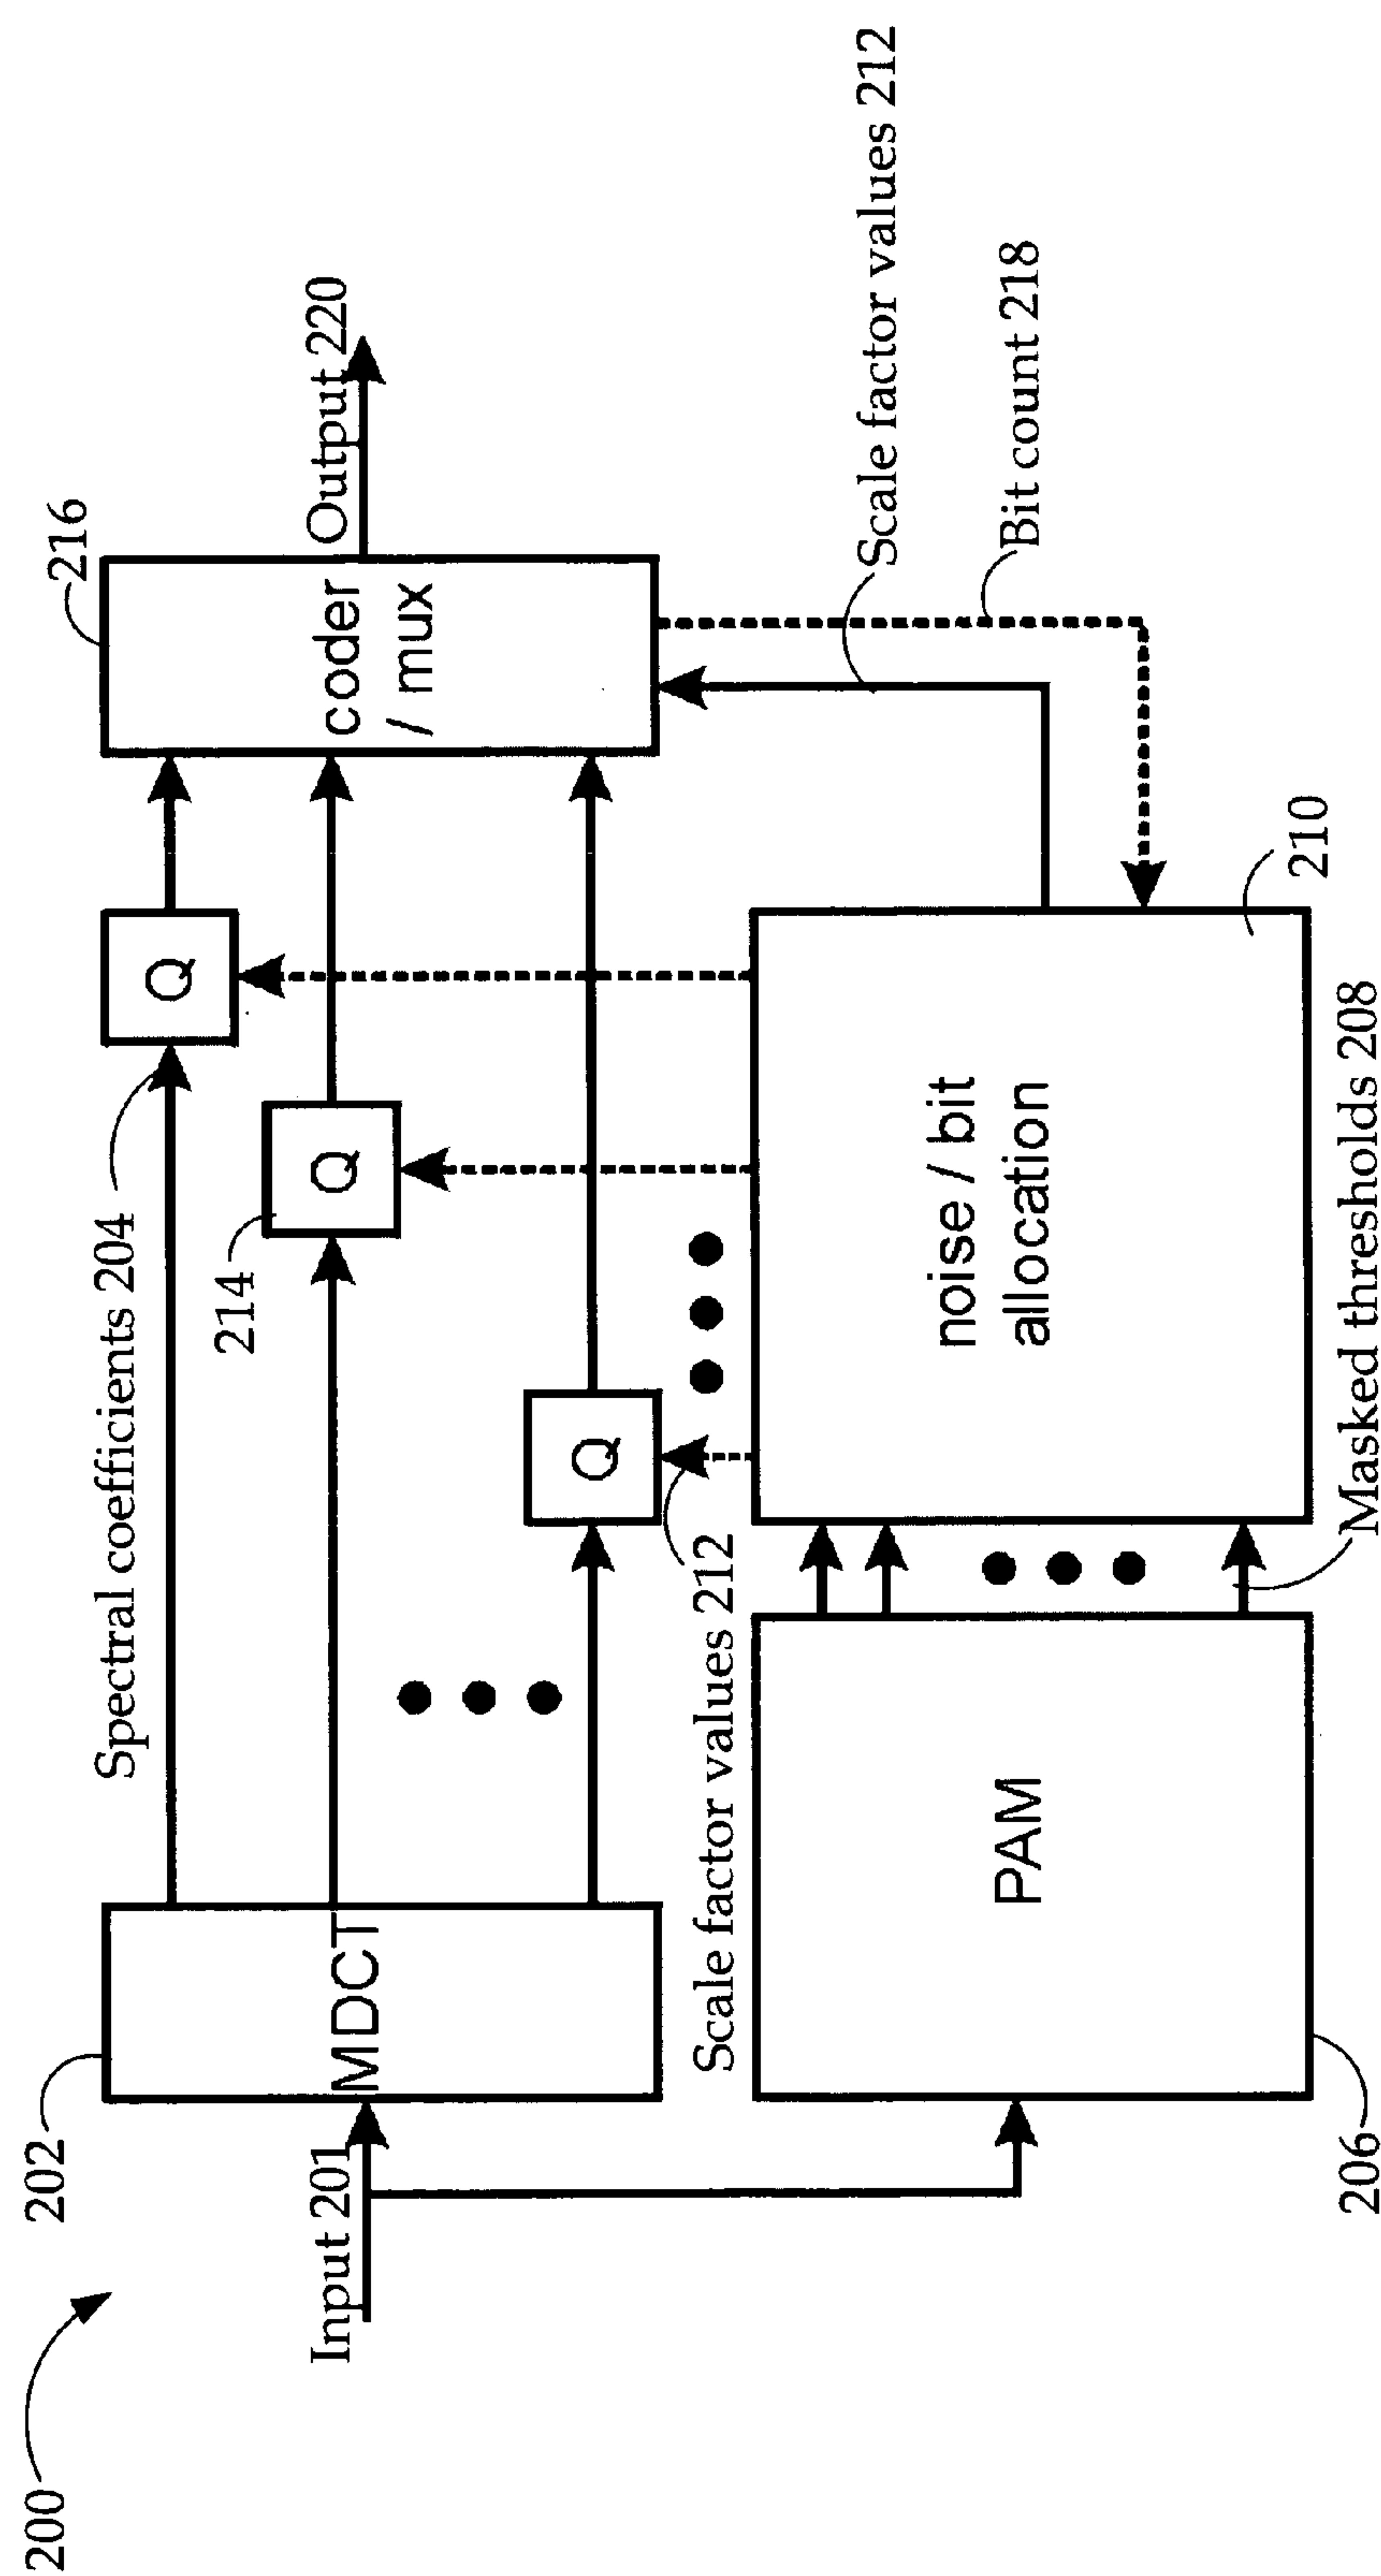 200
202
Input 201
MDCT
Spectral coefficients 204
Q
214
Q
Q
216
coder
/ mux
Output 220
Scale factor values 212
Scale factor values 212
Bit count 218
PAM
206
noise / bit
allocation
210
Masked thresholds 208